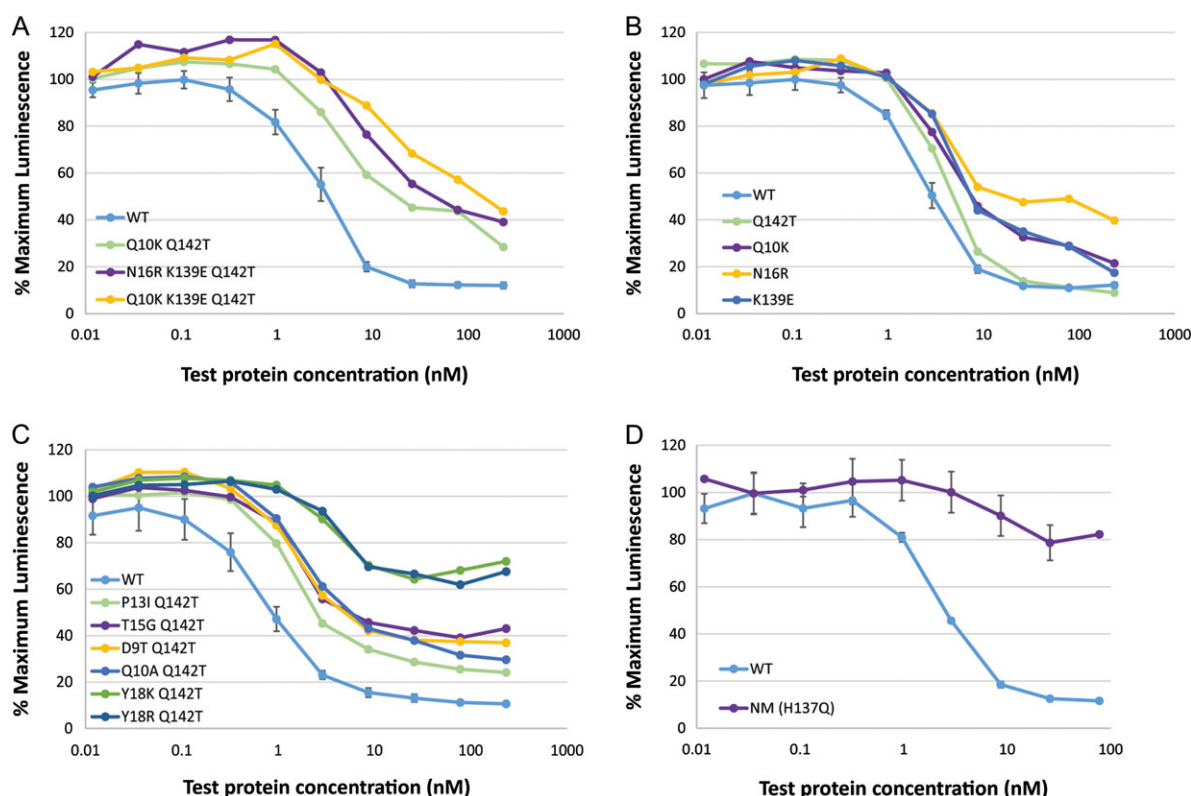 A
120
100
80
60
40
20
0
% Maximum Luminescence
WT
Q10K Q142T
N16R K139E Q142T
Q10K K139E Q142T
0.01 0.1 1 10 100 1000
Test protein concentration (nM)
B
120
100
80
60
40
20
0
% Maximum Luminescence
WT
Q142T
Q10K
N16R
K139E
0.01 0.1 1 10 100 1000
Test protein concentration (nM)
C
120
100
80
60
40
20
0
% Maximum Luminescence
WT
P13I Q142T
T15G Q142T
D9T Q142T
Q10A Q142T
Y18K Q142T
Y18R Q142T
0.01 0.1 1 10 100 1000
Test protein concentration (nM)
D
120
100
80
60
40
20
0
% Maximum Luminescence
WT
NM (H137Q)
0.01 0.1 1 10 100
Test protein concentration (nM)